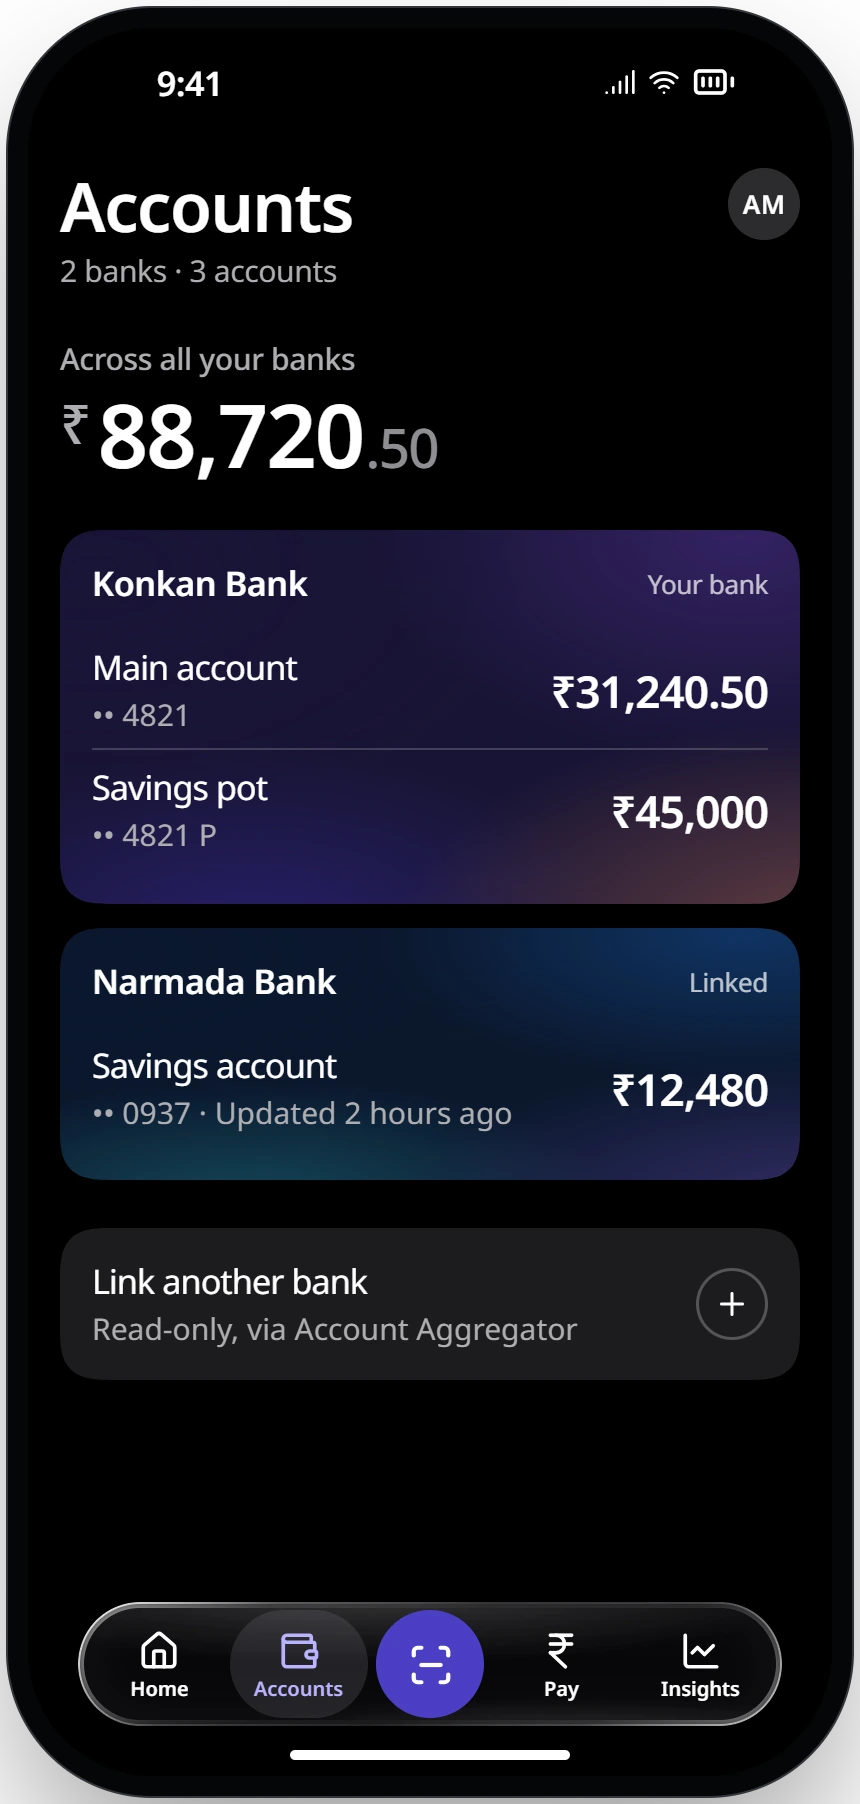 9:41
Accounts
AM
2 banks · 3 accounts
Across all your banks
₹88,720.50
Konkan Bank
Your bank
Main account
•• 4821
₹31,240.50
Savings pot
•• 4821 P
₹45,000
Narmada Bank
Linked
Savings account
•• 0937 · Updated 2 hours ago
₹12,480
Link another bank
Read-only, via Account Aggregator
Home
Accounts
Pay
Insights